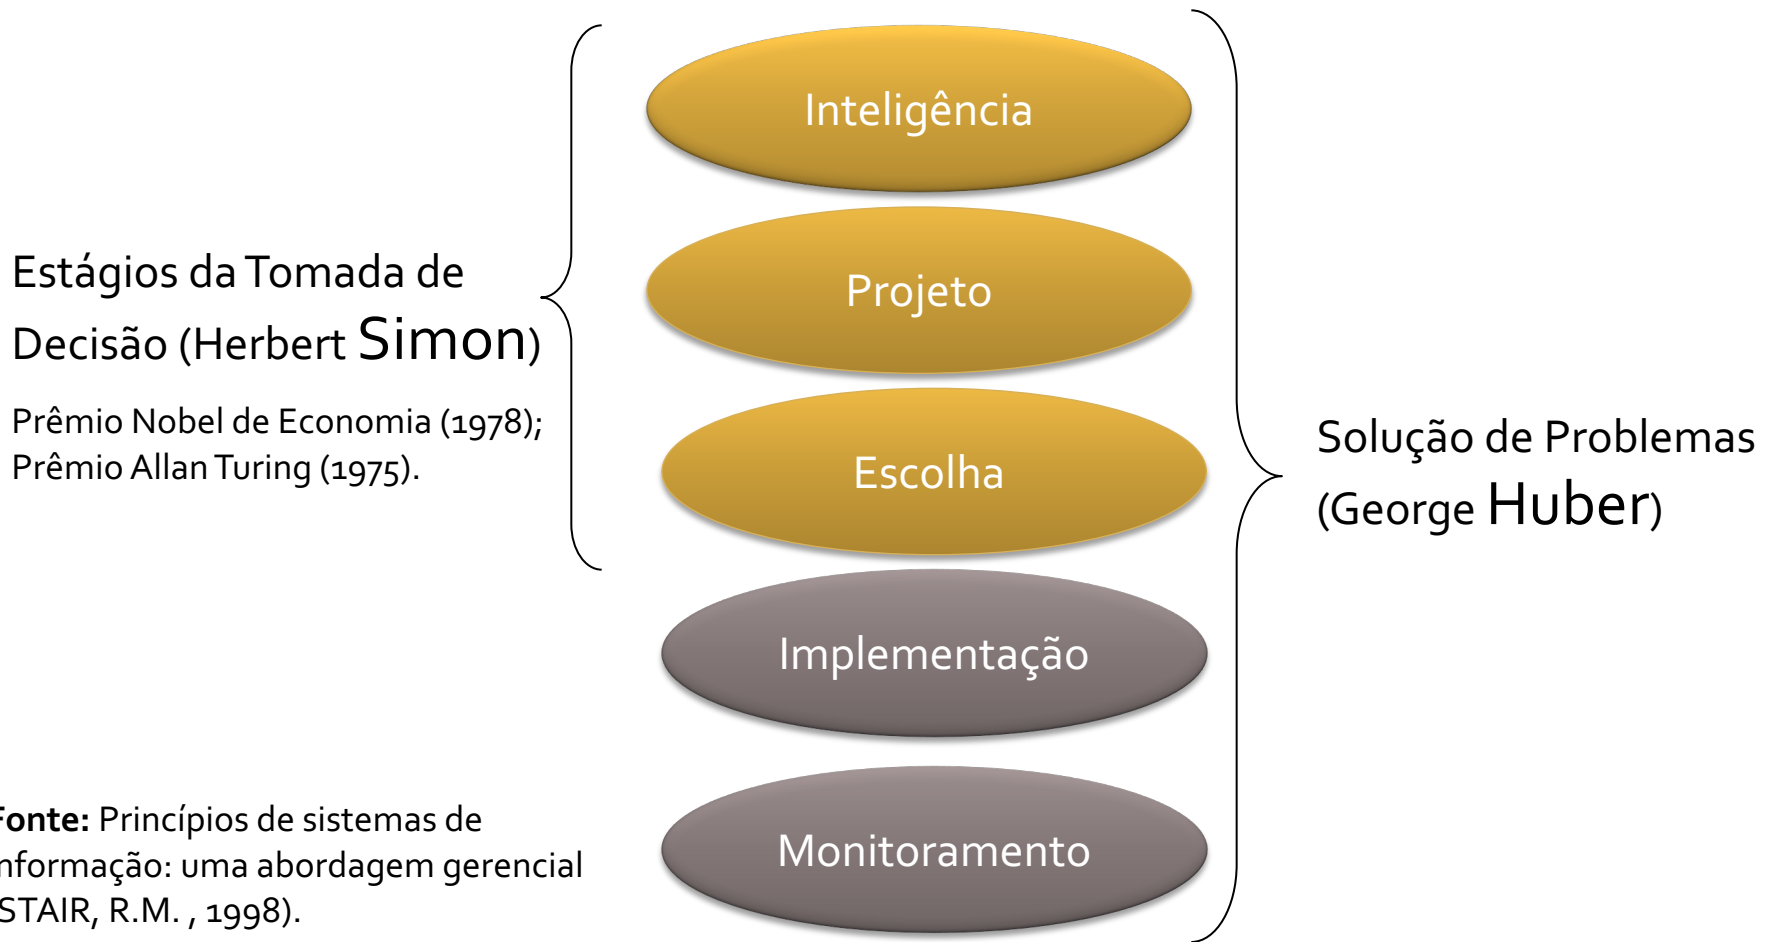 Inteligência
Projeto
Escolha
Implementação
Monitoramento
Estágios da Tomada de
Decisão (Herbert Simon)
Prêmio Nobel de Economia (1978);
Prêmio Allan Turing (1975).
Solução de Problemas
(George Huber)
Fonte: Princípios de sistemas de
informação: uma abordagem gerencial
(STAIR, R.M. , 1998).